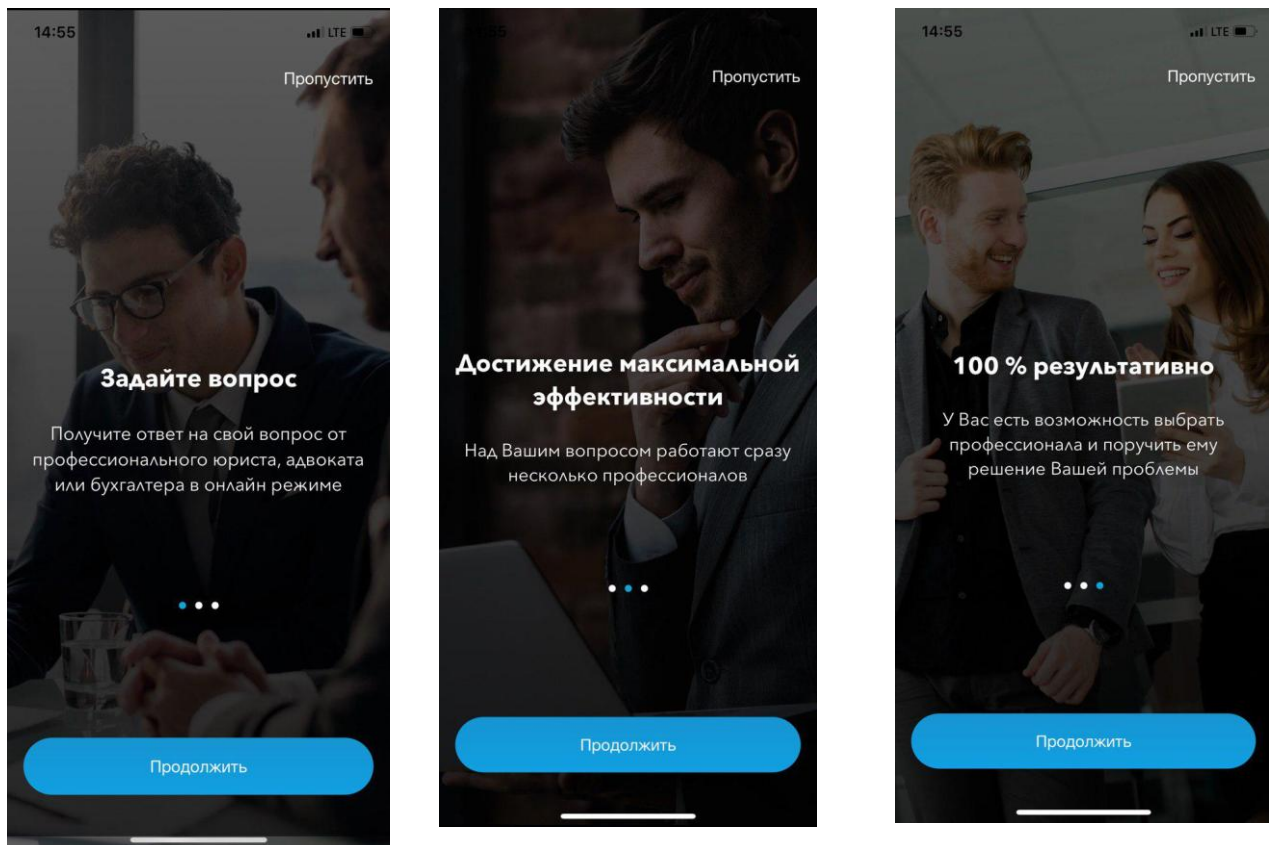 14:55
LTE
Пропустить
Задайте вопрос
Получите ответ на свой вопрос от
профессионального юриста, адвоката
или бухгалтера в онлайн режиме
Продолжить
Пропустить
Достижение максимальной
эффективности
Над Вашим вопросом работают сразу
несколько профессионалов
Продолжить
14:55
LTE
Пропустить
100 % результативно
У Вас есть возможность выбрать
профессионала и поручить ему
решение Вашей проблемы
Продолжить